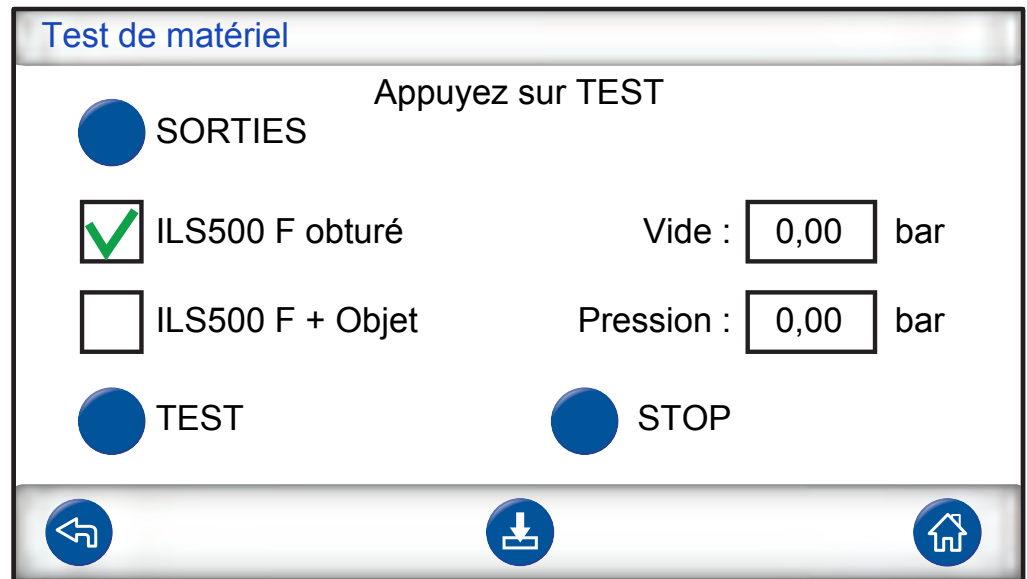 Test de matériel
Appuyez sur TEST
SORTIES
ILS500 F obturé
Vide : 0,00 bar
ILS500 F + Objet
Pression : 0,00 bar
TEST
STOP